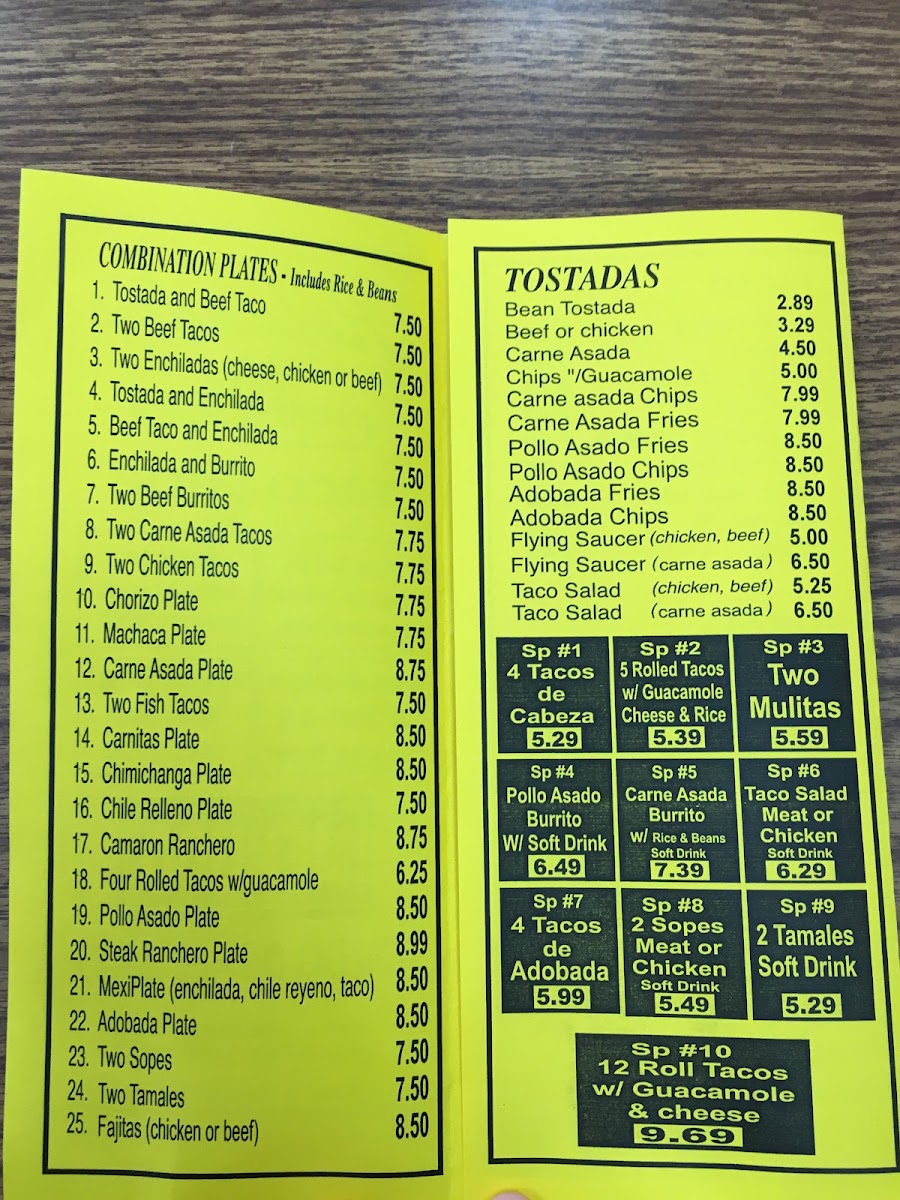 COMBINATION PLATES - Includes Rice & Beans
1. Tostada and Beef Taco 7.50
2. Two Beef Tacos 7.50
3. Two Enchiladas (cheese, chicken or beef) 7.50
4. Tostada and Enchilada 7.50
5. Beef Taco and Enchilada 7.50
6. Enchilada and Burrito 7.50
7. Two Beef Burritos 7.50
8. Two Carne Asada Tacos 7.75
9. Two Chicken Tacos 7.75
10. Chorizo Plate 7.75
11. Machaca Plate 7.75
12. Carne Asada Plate 8.75
13. Two Fish Tacos 7.50
14. Carnitas Plate 8.50
15. Chimichanga Plate 8.50
16. Chile Relleno Plate 7.50
17. Camaron Ranchero 8.75
18. Four Rolled Tacos w/guacamole 6.25
19. Pollo Asado Plate 8.50
20. Steak Ranchero Plate 8.99
21. MexiPlate (enchilada, chile reyeno, taco) 8.50
22. Adobada Plate 8.50
23. Two Sopes 7.50
24. Two Tamales 7.50
25. Fajitas (chicken or beef) 8.50
TOSTADAS
Bean Tostada 2.89
Beef or chicken 3.29
Carne Asada 4.50
Chips "/Guacamole 5.00
Carne asada Chips 7.99
Carne Asada Fries 7.99
Pollo Asado Fries 8.50
Pollo Asado Chips 8.50
Adobada Fries 8.50
Adobada Chips 8.50
Flying Saucer (chicken, beef) 5.00
Flying Saucer (carne asada) 6.50
Taco Salad (chicken, beef) 5.25
Taco Salad (carne asada) 6.50
Sp #1
4 Tacos
de
Cabeza
5.29
Sp #2
5 Rolled Tacos
w/ Guacamole
Cheese & Rice
5.39
Sp #3
Two
Mulitas
5.59
Sp #4
Pollo Asado
Burrito
W/ Soft Drink
6.49
Sp #5
Carne Asada
Burrito
w/ Rice & Beans
Soft Drink
7.39
Sp #6
Taco Salad
Meat or
Chicken
Soft Drink
6.29
Sp #7
4 Tacos
de
Adobada
5.99
Sp #8
2 Sopes
Meat or
Chicken
Soft Drink
5.49
Sp #9
2 Tamales
Soft Drink
5.29
Sp #10
12 Roll Tacos
w/ Guacamole
& cheese
9.69